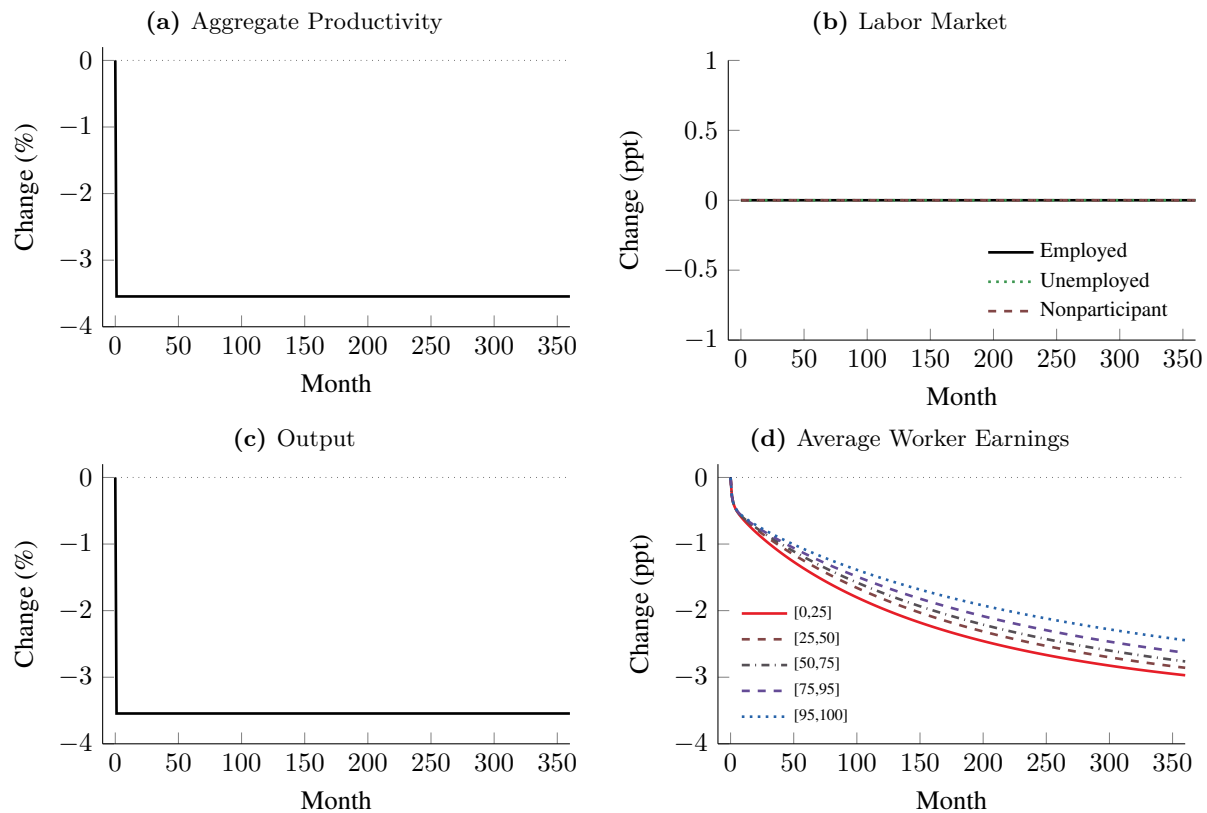 (a) Aggregate Productivity
Change (%)
0
−1
−2
−3
−4
0 50 100 150 200 250 300 350
Month
(b) Labor Market
Change (ppt)
1
0.5
0
−0.5
−1
Employed
Unemployed
Nonparticipant
0 50 100 150 200 250 300 350
Month
(c) Output
Change (%)
0
−1
−2
−3
−4
0 50 100 150 200 250 300 350
Month
(d) Average Worker Earnings
Change (ppt)
0
−1
−2
−3
−4
[0,25]
[25,50]
[50,75]
[75,95]
[95,100]
0 50 100 150 200 250 300 350
Month